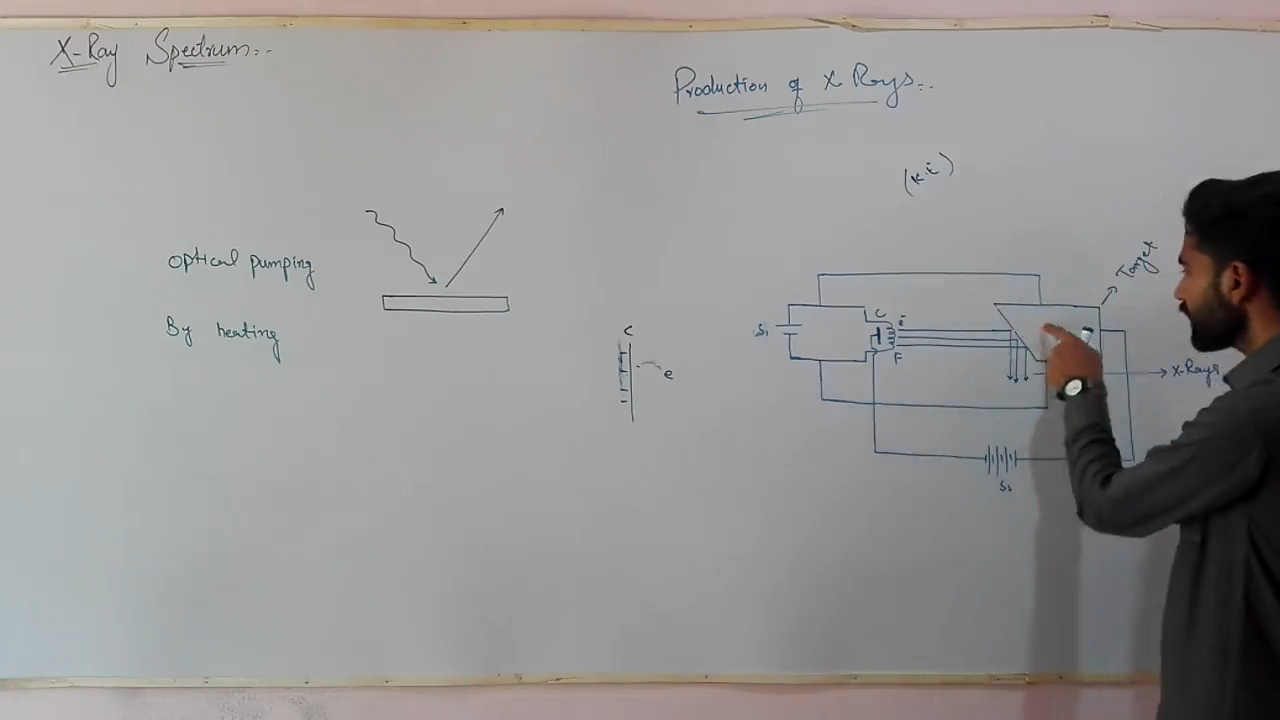 X-Ray Spectrum:-
Production of X Rays:-
(K.E)
optical pumping
By heating
Target
S₁
C
e⁻
F
X-Rays
C
e
S₂